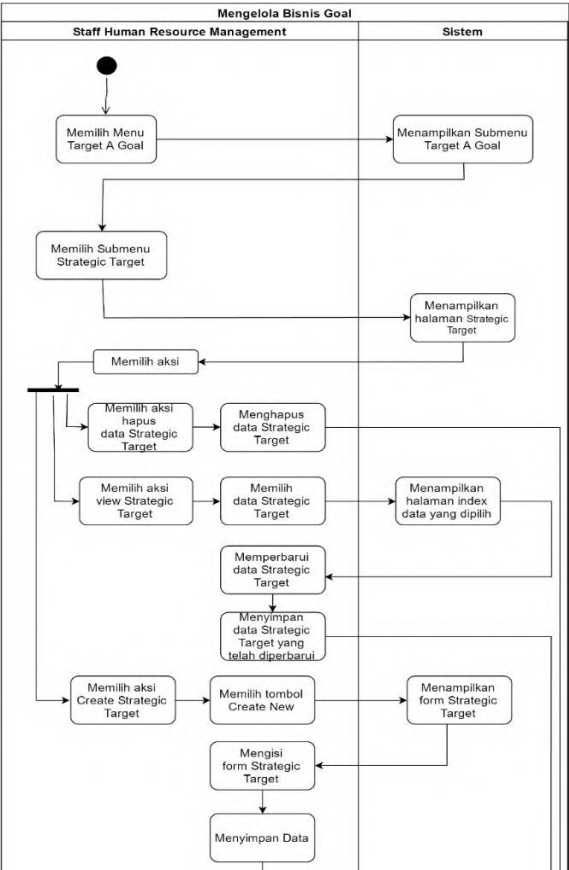 Mengelola Bisnis Goal
Staff Human Resource Management
Sistem
Memilih Menu
Target A Goal
Menampilkan Submenu
Target A Goal
Memilih Submenu
Strategic Target
Menampilkan
halaman Strategic
Target
Memilih aksi
Memilih aksi
hapus
data Strategic
Target
Menghapus
data Strategic
Target
Memilih aksi
view Strategic
Target
Memilih
data Strategic
Target
Menampilkan
halaman index
data yang dipilih
Memperbarui
data Strategic
Target
Menyimpan
data Strategic
Target yang
telah diperbarui
Memilih aksi
Create Strategic
Target
Memilih tombol
Create New
Menampilkan
form Strategic
Target
Mengisi
form Strategic
Target
Menyimpan Data